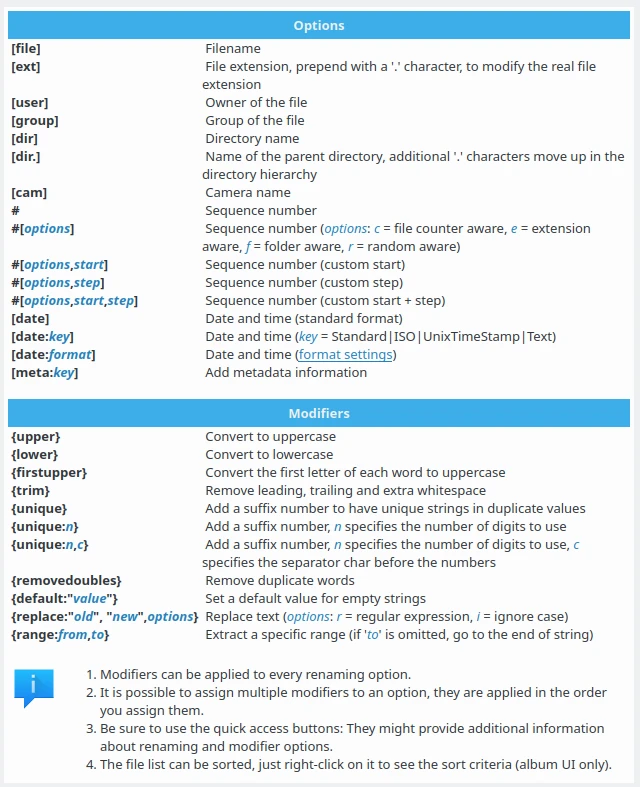 Options
[file] Filename
[ext] File extension, prepend with a '.' character, to modify the real file
extension
[user] Owner of the file
[group] Group of the file
[dir] Directory name
[dir.] Name of the parent directory, additional '.' characters move up in the
directory hierarchy
[cam] Camera name
# Sequence number
#[options] Sequence number (options: c = file counter aware, e = extension
aware, f = folder aware, r = random aware)
#[options,start] Sequence number (custom start)
#[options,step] Sequence number (custom step)
#[options,start,step] Sequence number (custom start + step)
[date] Date and time (standard format)
[date:key] Date and time (key = Standard|ISO|UnixTimeStamp|Text)
[date:format] Date and time (format settings)
[meta:key] Add metadata information
Modifiers
{upper} Convert to uppercase
{lower} Convert to lowercase
{firstupper} Convert the first letter of each word to uppercase
{trim} Remove leading, trailing and extra whitespace
{unique} Add a suffix number to have unique strings in duplicate values
{unique:n} Add a suffix number, n specifies the number of digits to use
{unique:n,c} Add a suffix number, n specifies the number of digits to use, c
specifies the separator char before the numbers
{removedoubles} Remove duplicate words
{default:"value"} Set a default value for empty strings
{replace:"old", "new",options} Replace text (options: r = regular expression, i = ignore case)
{range:from,to} Extract a specific range (if 'to' is omitted, go to the end of string)
1. Modifiers can be applied to every renaming option.
2. It is possible to assign multiple modifiers to an option, they are applied in the order
you assign them.
3. Be sure to use the quick access buttons: They might provide additional information
about renaming and modifier options.
4. The file list can be sorted, just right-click on it to see the sort criteria (album UI only).